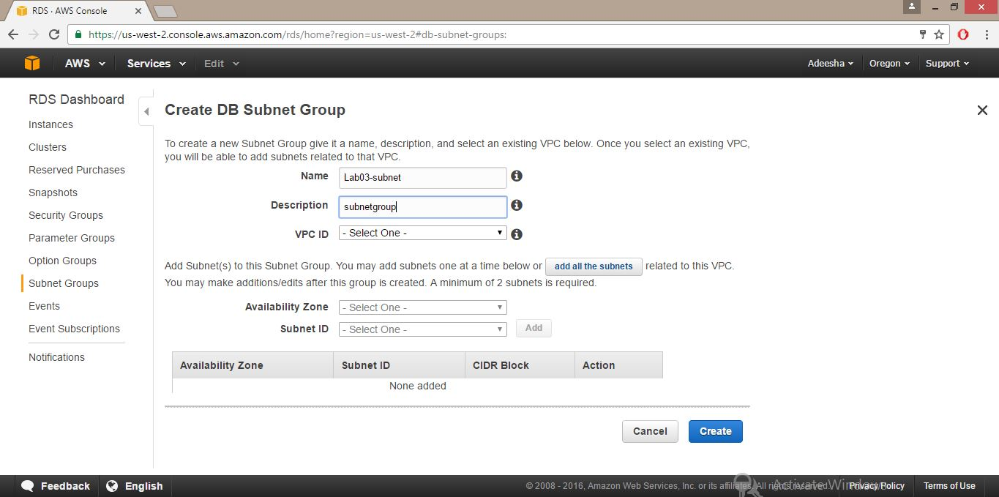 RDS · AWS Console
https://us-west-2.console.aws.amazon.com/rds/home?region=us-west-2#db-subnet-groups:
AWS Services Edit Adeesha Oregon Support
RDS Dashboard
Instances
Clusters
Reserved Purchases
Snapshots
Security Groups
Parameter Groups
Option Groups
Subnet Groups
Events
Event Subscriptions
Notifications
Create DB Subnet Group
To create a new Subnet Group give it a name, description, and select an existing VPC below. Once you select an existing VPC,
you will be able to add subnets related to that VPC.
Name Lab03-subnet
Description subnetgroup
VPC ID - Select One -
Add Subnet(s) to this Subnet Group. You may add subnets one at a time below or add all the subnets related to this VPC.
You may make additions/edits after this group is created. A minimum of 2 subnets is required.
Availability Zone - Select One -
Subnet ID - Select One - Add
Availability Zone Subnet ID CIDR Block Action
None added
Cancel Create
Feedback English © 2008 - 2016, Amazon Web Services, Inc. or its affiliates. All rights reserved. Privacy Policy Terms of Use
Activate Windows